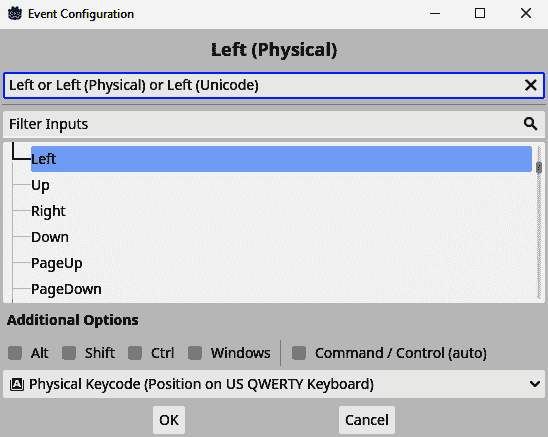 Event Configuration
Left (Physical)
Left or Left (Physical) or Left (Unicode)
Filter Inputs
Left
Up
Right
Down
PageUp
PageDown
Additional Options
Alt Shift Ctrl Windows Command / Control (auto)
Physical Keycode (Position on US QWERTY Keyboard)
OK Cancel